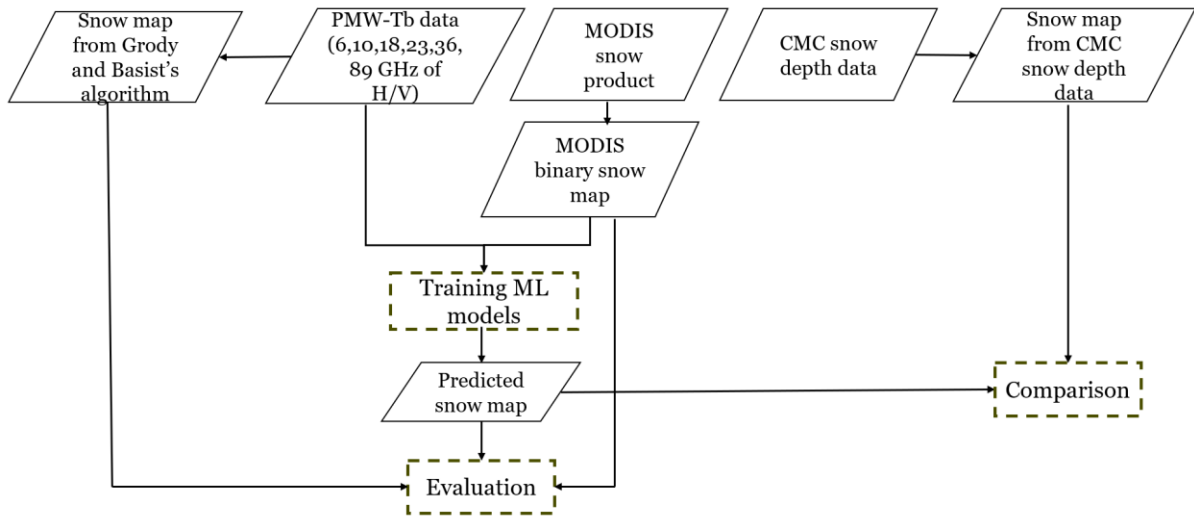 Snow map
from Grody
and Basist's
algorithm
PMW-Tb data
(6,10,18,23,36,
89 GHz of
H/V)
MODIS
snow
product
CMC snow
depth data
Snow map
from CMC
snow depth
data
MODIS
binary snow
map
Training ML
models
Predicted
snow map
Comparison
Evaluation